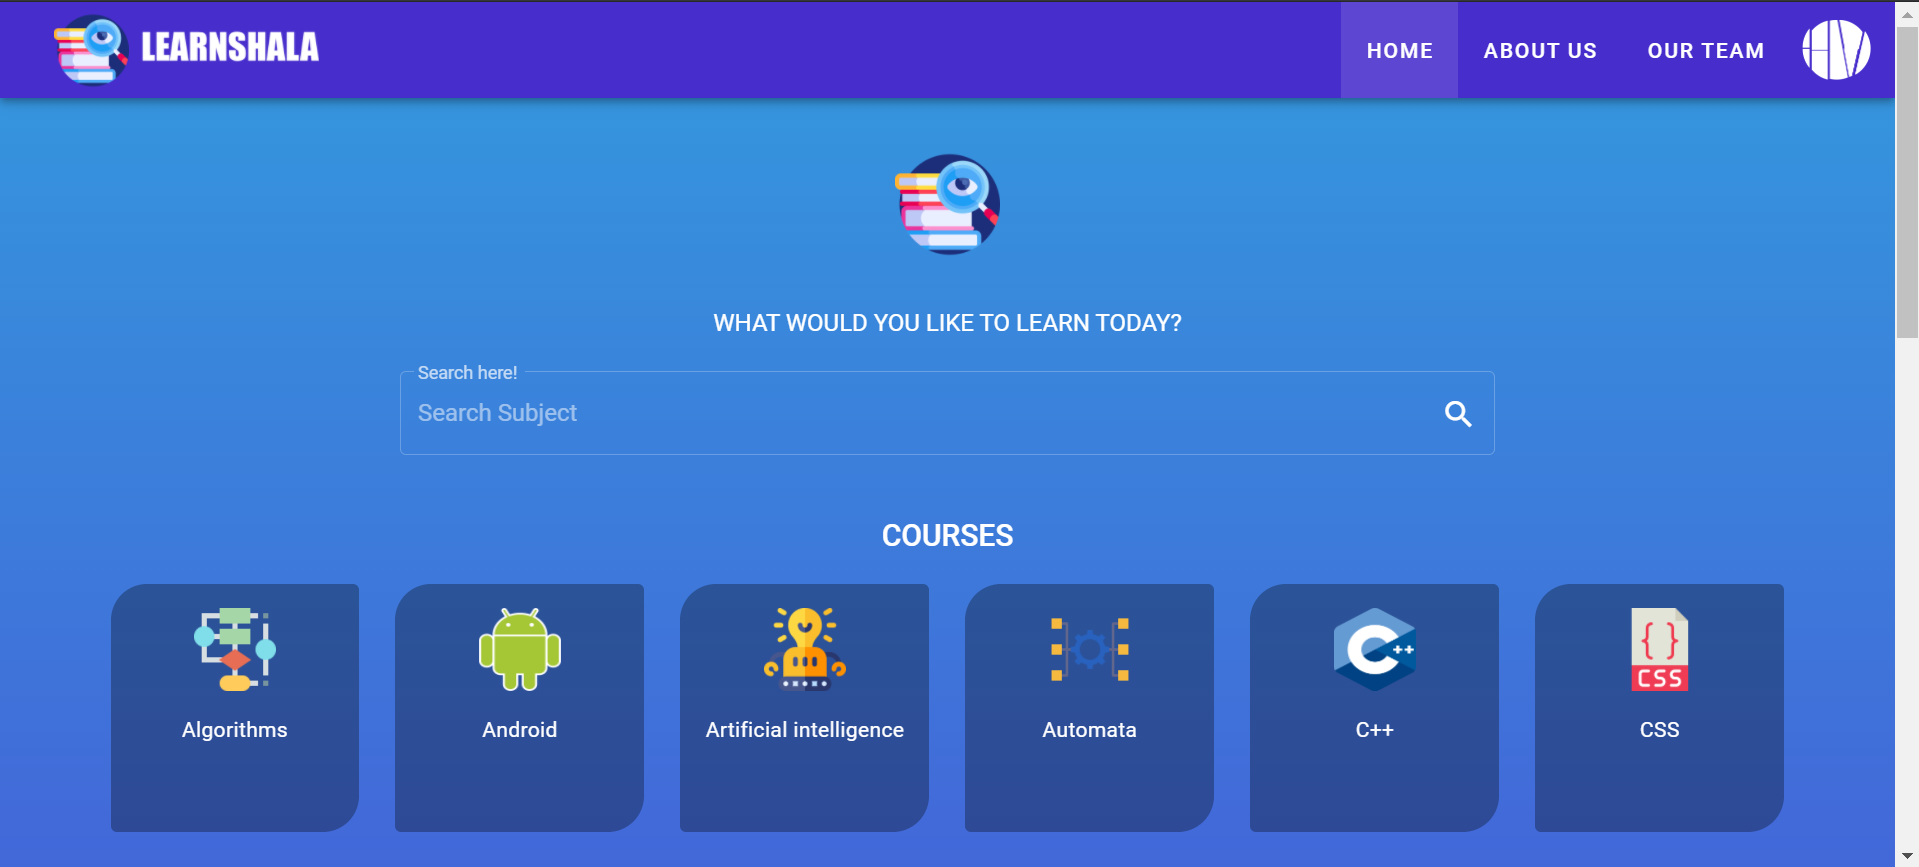 LEARNSHALA
HOME ABOUT US OUR TEAM
WHAT WOULD YOU LIKE TO LEARN TODAY?
Search here!
Search Subject
COURSES
Algorithms Android Artificial intelligence Automata C++ CSS
C++
CSS